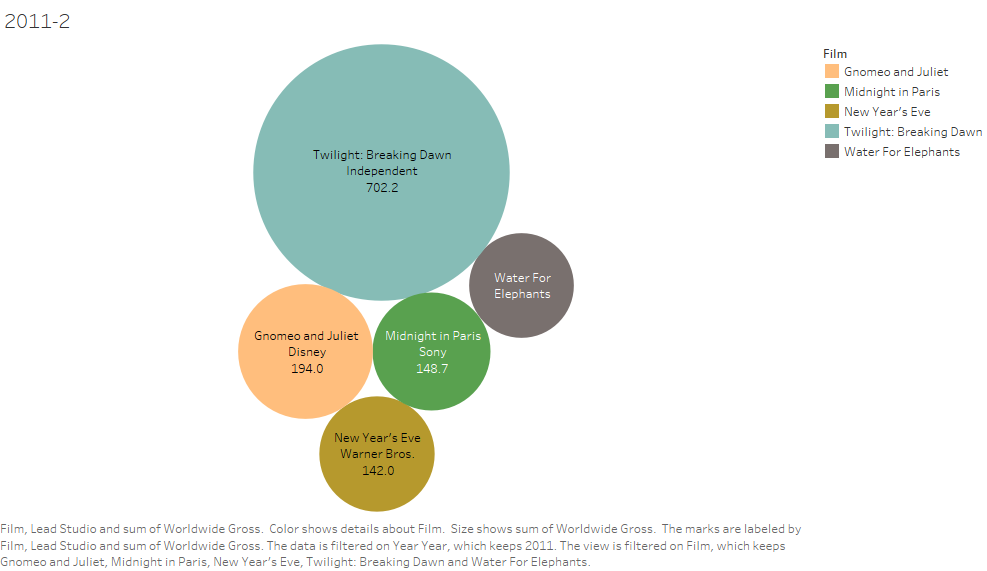 2011-2
Film
Gnomeo and Juliet
Midnight in Paris
New Year's Eve
Twilight: Breaking Dawn
Water For Elephants
Twilight: Breaking Dawn
Independent
702.2
Water For
Elephants
Gnomeo and Juliet
Disney
194.0
Midnight in Paris
Sony
148.7
New Year's Eve
Warner Bros.
142.0
Film, Lead Studio and sum of Worldwide Gross.  Color shows details about Film.  Size shows sum of Worldwide Gross.  The marks are labeled by
Film, Lead Studio and sum of Worldwide Gross. The data is filtered on Year Year, which keeps 2011. The view is filtered on Film, which keeps
Gnomeo and Juliet, Midnight in Paris, New Year's Eve, Twilight: Breaking Dawn and Water For Elephants.